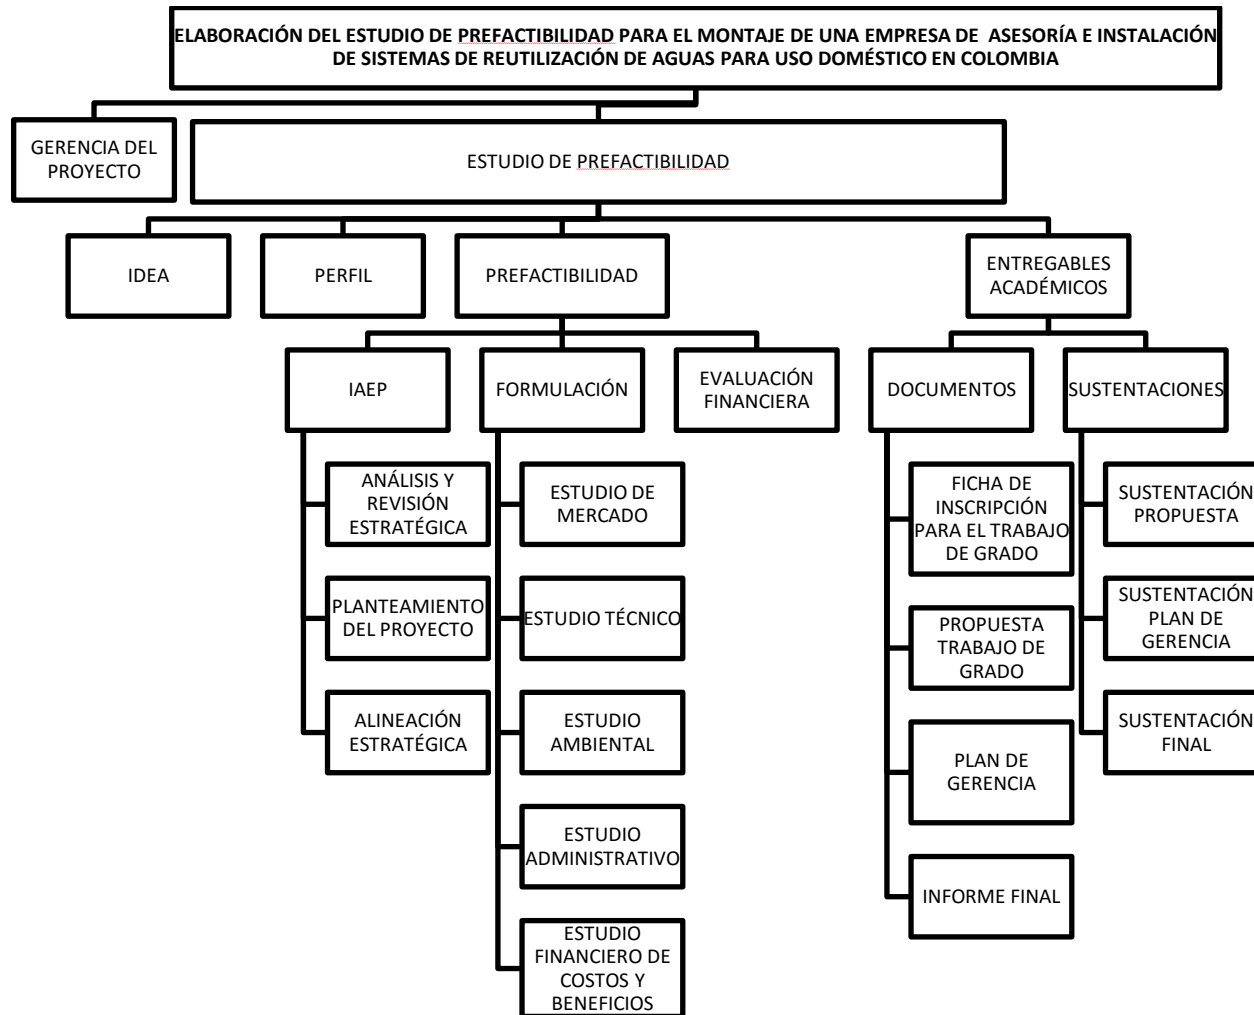 ELABORACIÓN DEL ESTUDIO DE PREFACTIBILIDAD PARA EL MONTAJE DE UNA EMPRESA DE ASESORÍA E INSTALACIÓN
DE SISTEMAS DE REUTILIZACIÓN DE AGUAS PARA USO DOMÉSTICO EN COLOMBIA
GERENCIA DEL
PROYECTO
ESTUDIO DE PREFACTIBILIDAD
IDEA
PERFIL
PREFACTIBILIDAD
ENTREGABLES
ACADÉMICOS
IAEP
FORMULACIÓN
EVALUACIÓN
FINANCIERA
DOCUMENTOS
SUSTENTACIONES
ANÁLISIS Y
REVISIÓN
ESTRATÉGICA
PLANTEAMIENTO
DEL PROYECTO
ALINEACIÓN
ESTRATÉGICA
ESTUDIO DE
MERCADO
ESTUDIO TÉCNICO
ESTUDIO
AMBIENTAL
ESTUDIO
ADMINISTRATIVO
ESTUDIO
FINANCIERO DE
COSTOS Y
BENEFICIOS
FICHA DE
INSCRIPCIÓN
PARA EL TRABAJO
DE GRADO
PROPUESTA
TRABAJO DE
GRADO
PLAN DE
GERENCIA
INFORME FINAL
SUSTENTACIÓN
PROPUESTA
SUSTENTACIÓN
PLAN DE
GERENCIA
SUSTENTACIÓN
FINAL